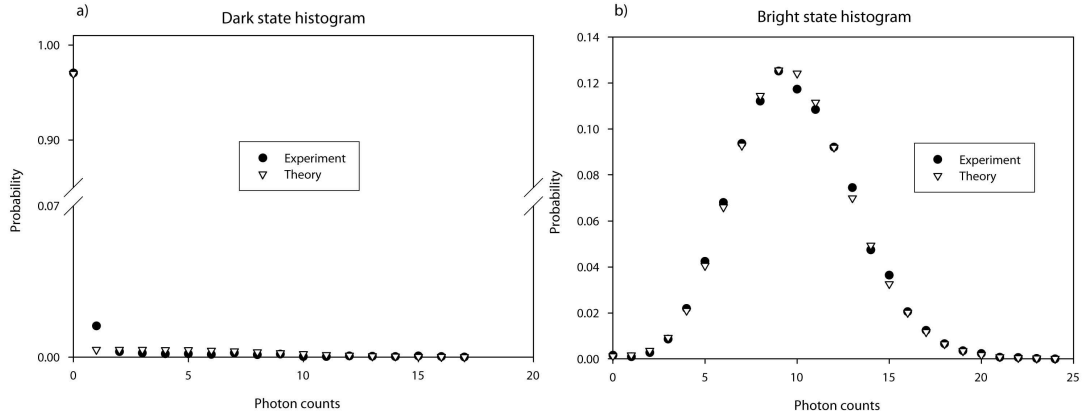 a)
Dark state histogram
1.00
0.90
0.07
0.00
Probability
Experiment
Theory
0 5 10 15 20
Photon counts
b)
Bright state histogram
0.14
0.12
0.10
0.08
0.06
0.04
0.02
0.00
Probability
Experiment
Theory
0 5 10 15 20 25
Photon counts